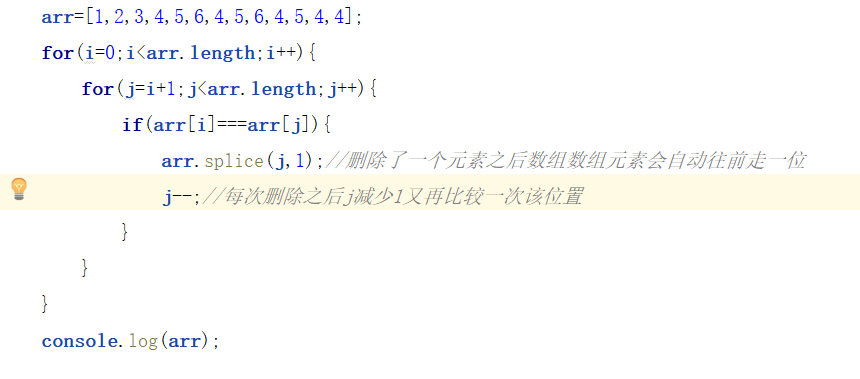 arr=[1,2,3,4,5,6,4,5,6,4,5,4,4];
for(i=0;i<arr.length;i++){
for(j=i+1;j<arr.length;j++){
if(arr[i]===arr[j]){
arr.splice(j,1);//删除了一个元素之后数组数组元素会自动往前走一位
j--;//每次删除之后j减少1又再比较一次该位置
}
}
}
console.log(arr);